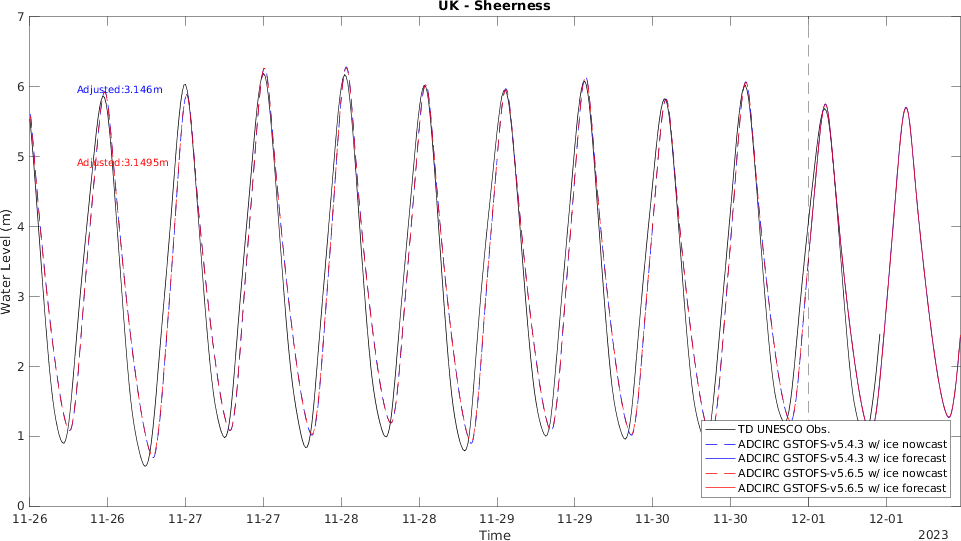 UK - Sheerness
7
6
5
4
3
2
1
0
Water Level (m)
Adjusted:3.146m
Adjusted:3.1495m
TD UNESCO Obs.
ADCIRC GSTOFS-v5.4.3 w/ ice nowcast
ADCIRC GSTOFS-v5.4.3 w/ ice forecast
ADCIRC GSTOFS-v5.6.5 w/ ice nowcast
ADCIRC GSTOFS-v5.6.5 w/ ice forecast
11-26 11-26 11-27 11-27 11-28 11-28 11-29 11-29 11-30 11-30 12-01 12-01
Time
2023